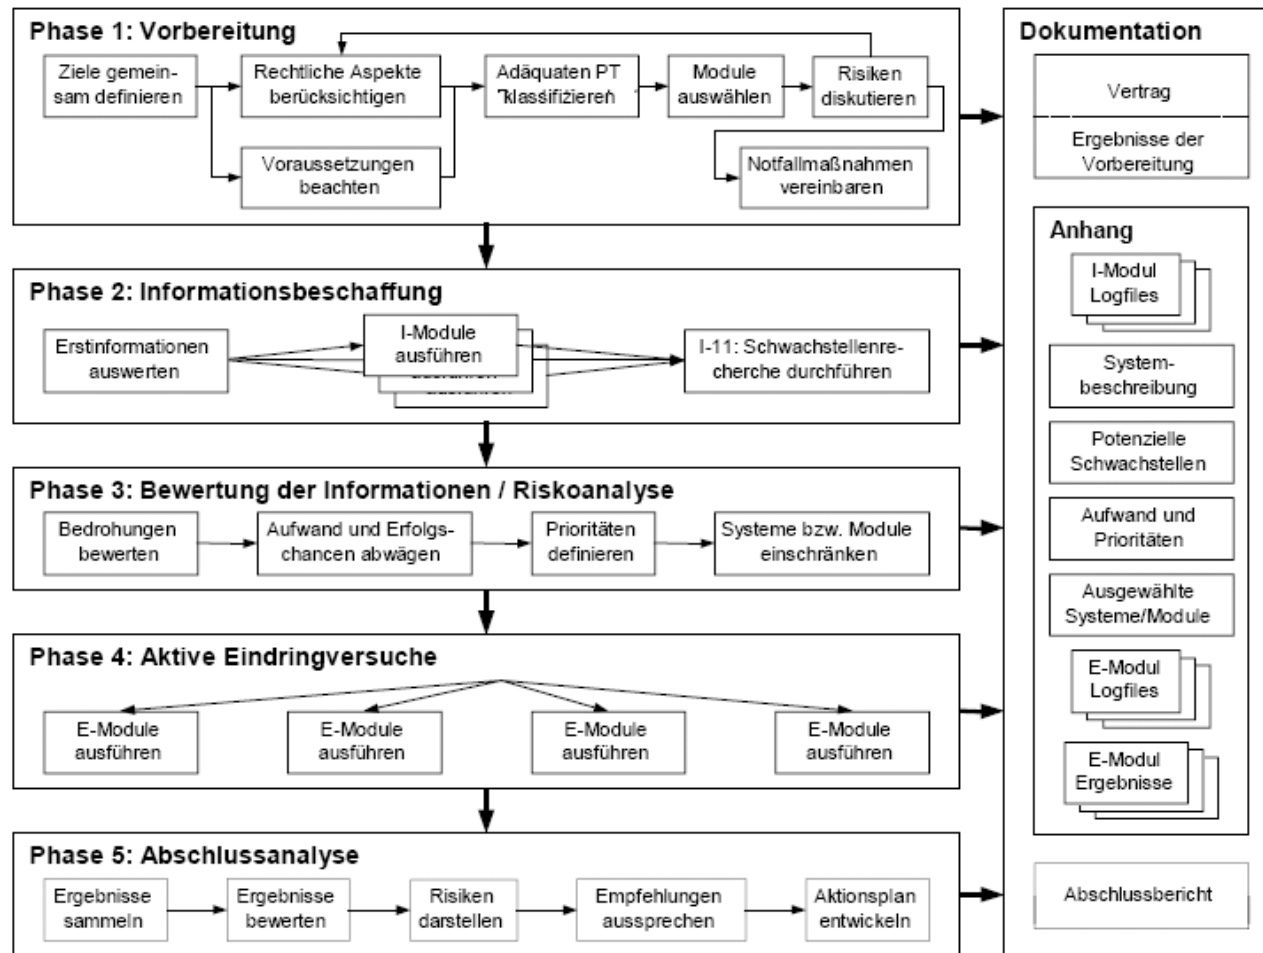 Phase 1: Vorbereitung
Ziele gemein-
sam definieren
Rechtliche Aspekte
berücksichtigen
Adäquaten PT
klassifizieren
Module
auswählen
Risiken
diskutieren
Voraussetzungen
beachten
Notfallmaßnahmen
vereinbaren
Phase 2: Informationsbeschaffung
Erstinformationen
auswerten
I-Module
ausführen
ausführen
ausführen
I-11: Schwachstellenre-
cherche durchführen
Phase 3: Bewertung der Informationen / Riskoanalyse
Bedrohungen
bewerten
Aufwand und Erfolgs-
chancen abwägen
Prioritäten
definieren
Systeme bzw. Module
einschränken
Phase 4: Aktive Eindringversuche
E-Module
ausführen
E-Module
ausführen
E-Module
ausführen
E-Module
ausführen
Phase 5: Abschlussanalyse
Ergebnisse
sammeln
Ergebnisse
bewerten
Risiken
darstellen
Empfehlungen
aussprechen
Aktionsplan
entwickeln
Dokumentation
Vertrag
Ergebnisse der
Vorbereitung
Anhang
I-Modul
Logfiles
System-
beschreibung
Potenzielle
Schwachstellen
Aufwand und
Prioritäten
Ausgewählte
Systeme/Module
E-Modul
Logfiles
E-Modul
Ergebnisse
Abschlussbericht